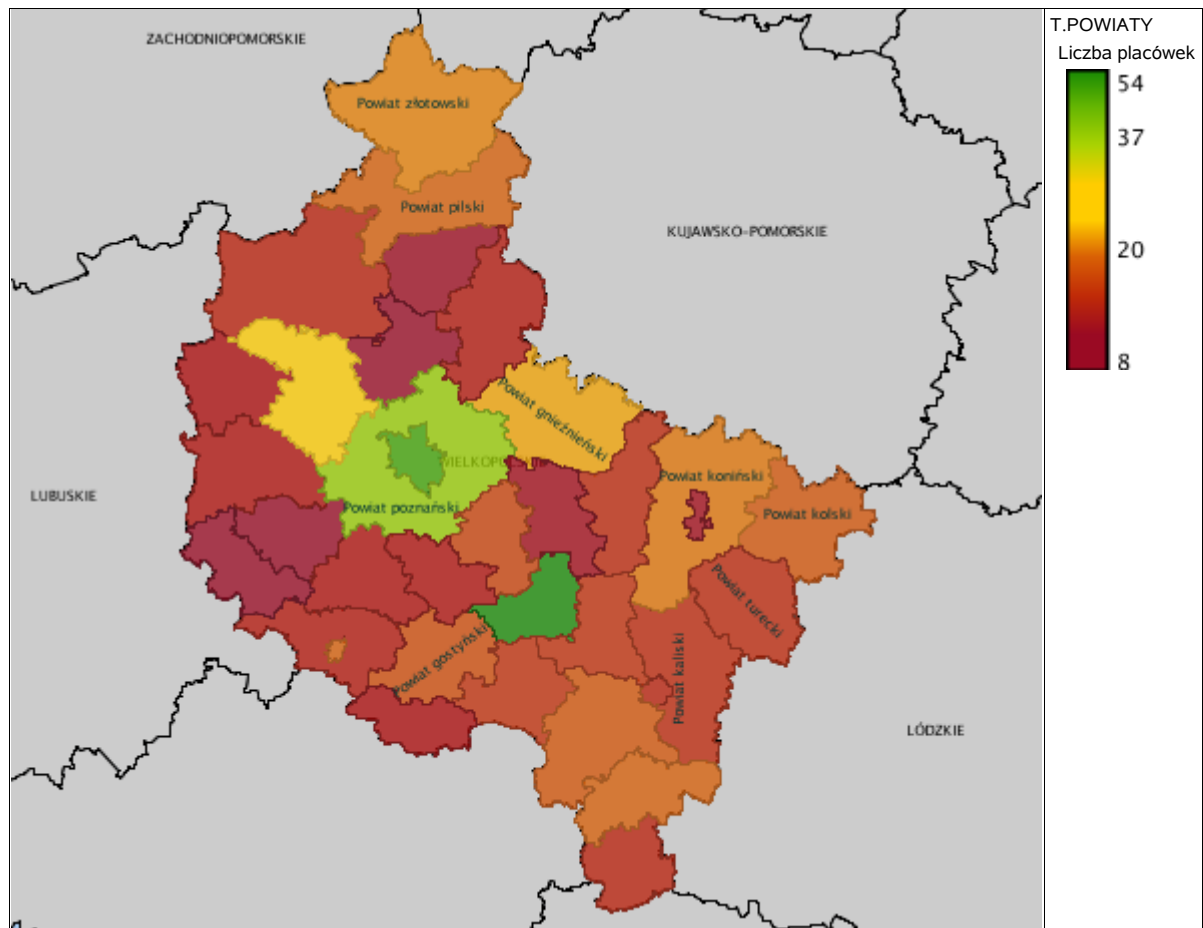 T.POWIATY
Liczba placówek
54
37
20
8
ZACHODNIOPOMORSKIE
Powiat złotowski
Powiat pilski
KUJAWSKO-POMORSKIE
Powiat gnieźnieński
WIELKOPOLSKIE
LUBUSKIE
Powiat koniński
Powiat poznański
Powiat kolski
Powiat turecki
Powiat gostyński
Powiat kaliski
ŁÓDZKIE